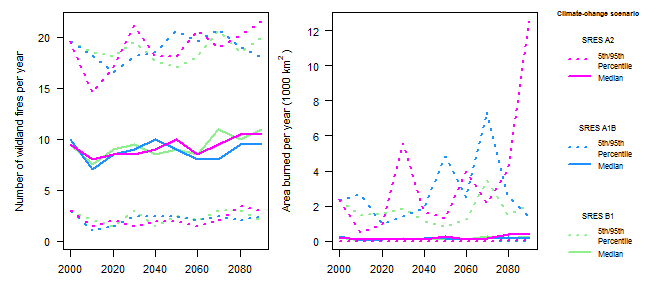 Number of wildland fires per year
20
15
10
5
0
2000 2020 2040 2060 2080
Area burned per year (1000 km²)
12
10
8
6
4
2
0
2000 2020 2040 2060 2080
Climate-change scenario
SRES A2
5th/95th
Percentile
Median
SRES A1B
5th/95th
Percentile
Median
SRES B1
5th/95th
Percentile
Median